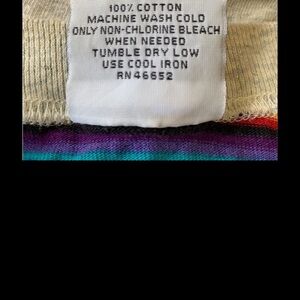 100% COTTON
MACHINE WASH COLD
ONLY NON-CHLORINE BLEACH
WHEN NEEDED
TUMBLE DRY LOW
USE COOL IRON
RN46652